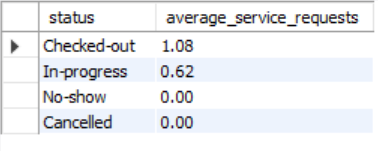 status average_service_requests
Checked-out 1.08
In-progress 0.62
No-show 0.00
Cancelled 0.00